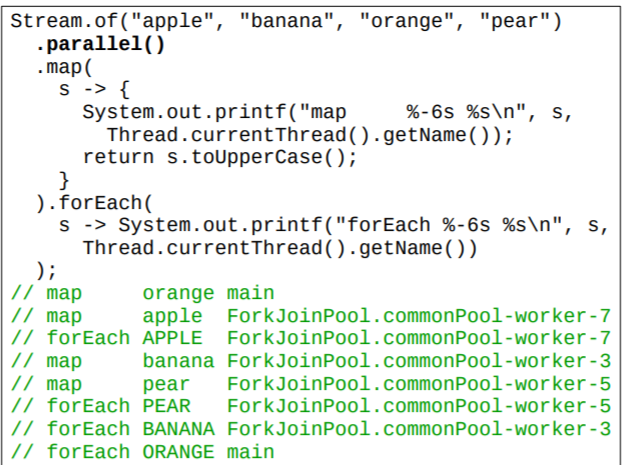 Stream.of("apple", "banana", "orange", "pear")
  .parallel()
  .map(
    s -> {
      System.out.printf("map     %-6s %s\n", s,
        Thread.currentThread().getName());
      return s.toUpperCase();
    }
  ).forEach(
    s -> System.out.printf("forEach %-6s %s\n", s,
      Thread.currentThread().getName())
  );
// map     orange main
// map     apple  ForkJoinPool.commonPool-worker-7
// forEach APPLE  ForkJoinPool.commonPool-worker-7
// map     banana ForkJoinPool.commonPool-worker-3
// map     pear   ForkJoinPool.commonPool-worker-5
// forEach PEAR   ForkJoinPool.commonPool-worker-5
// forEach BANANA ForkJoinPool.commonPool-worker-3
// forEach ORANGE main